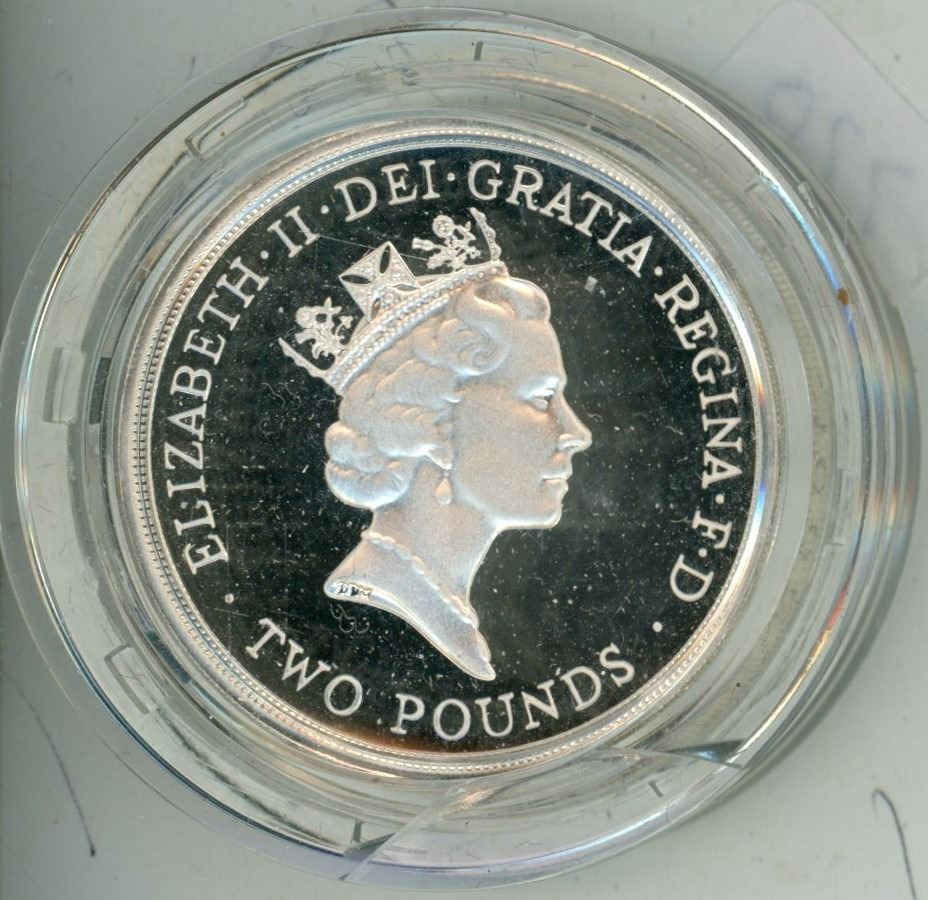 ELIZABETH · II · DEI · GRATIA · REGINA · F · D ·
TWO POUNDS